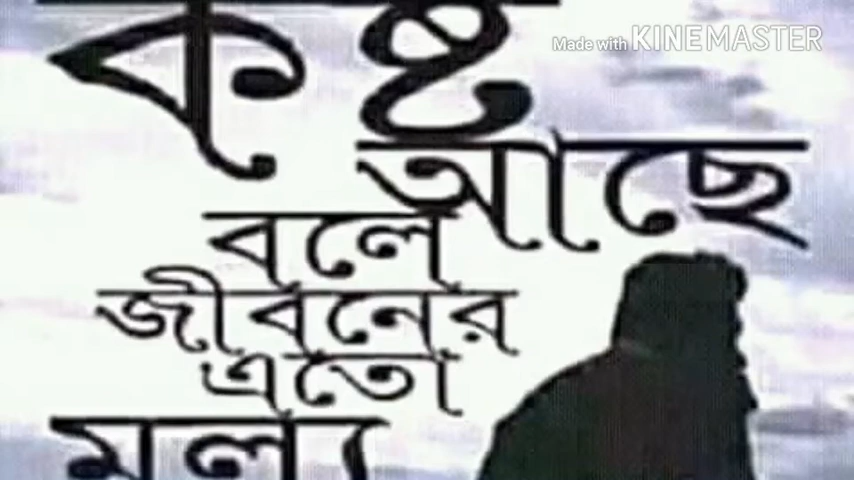 Made with KINEMASTER
কষ্ট
আছে
বলে
জীবনের
এতো
মূল্য